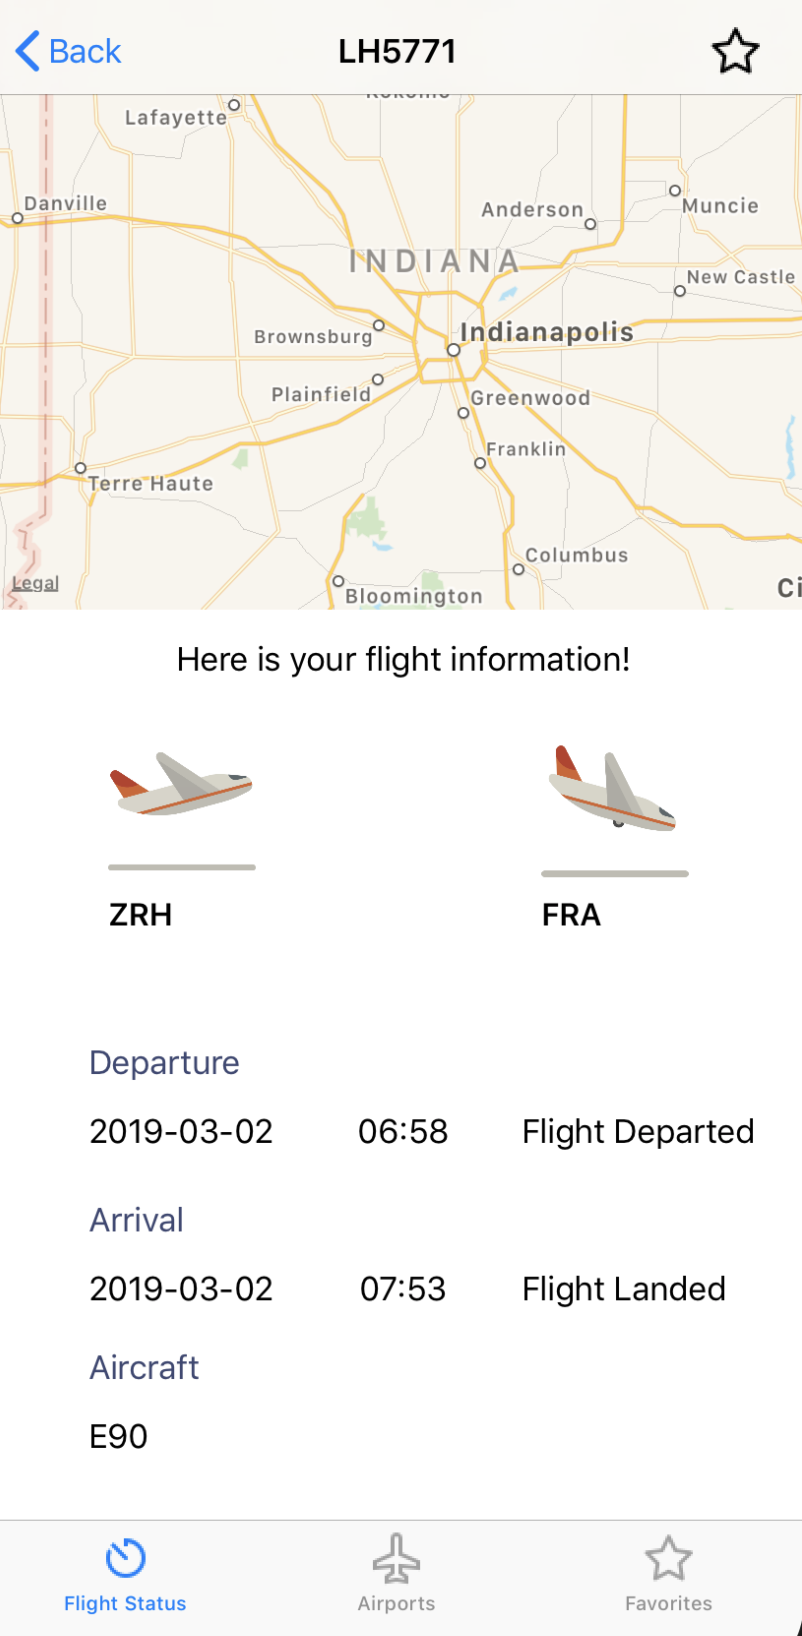 Back
LH5771
Lafayette
Danville
Anderson
Muncie
INDIANA
New Castle
Brownsburg
Indianapolis
Plainfield
Greenwood
Franklin
Terre Haute
Columbus
Legal
Bloomington
Ci
Here is your flight information!
ZRH
FRA
Departure
2019-03-02 06:58 Flight Departed
Arrival
2019-03-02 07:53 Flight Landed
Aircraft
E90
Flight Status
Airports
Favorites